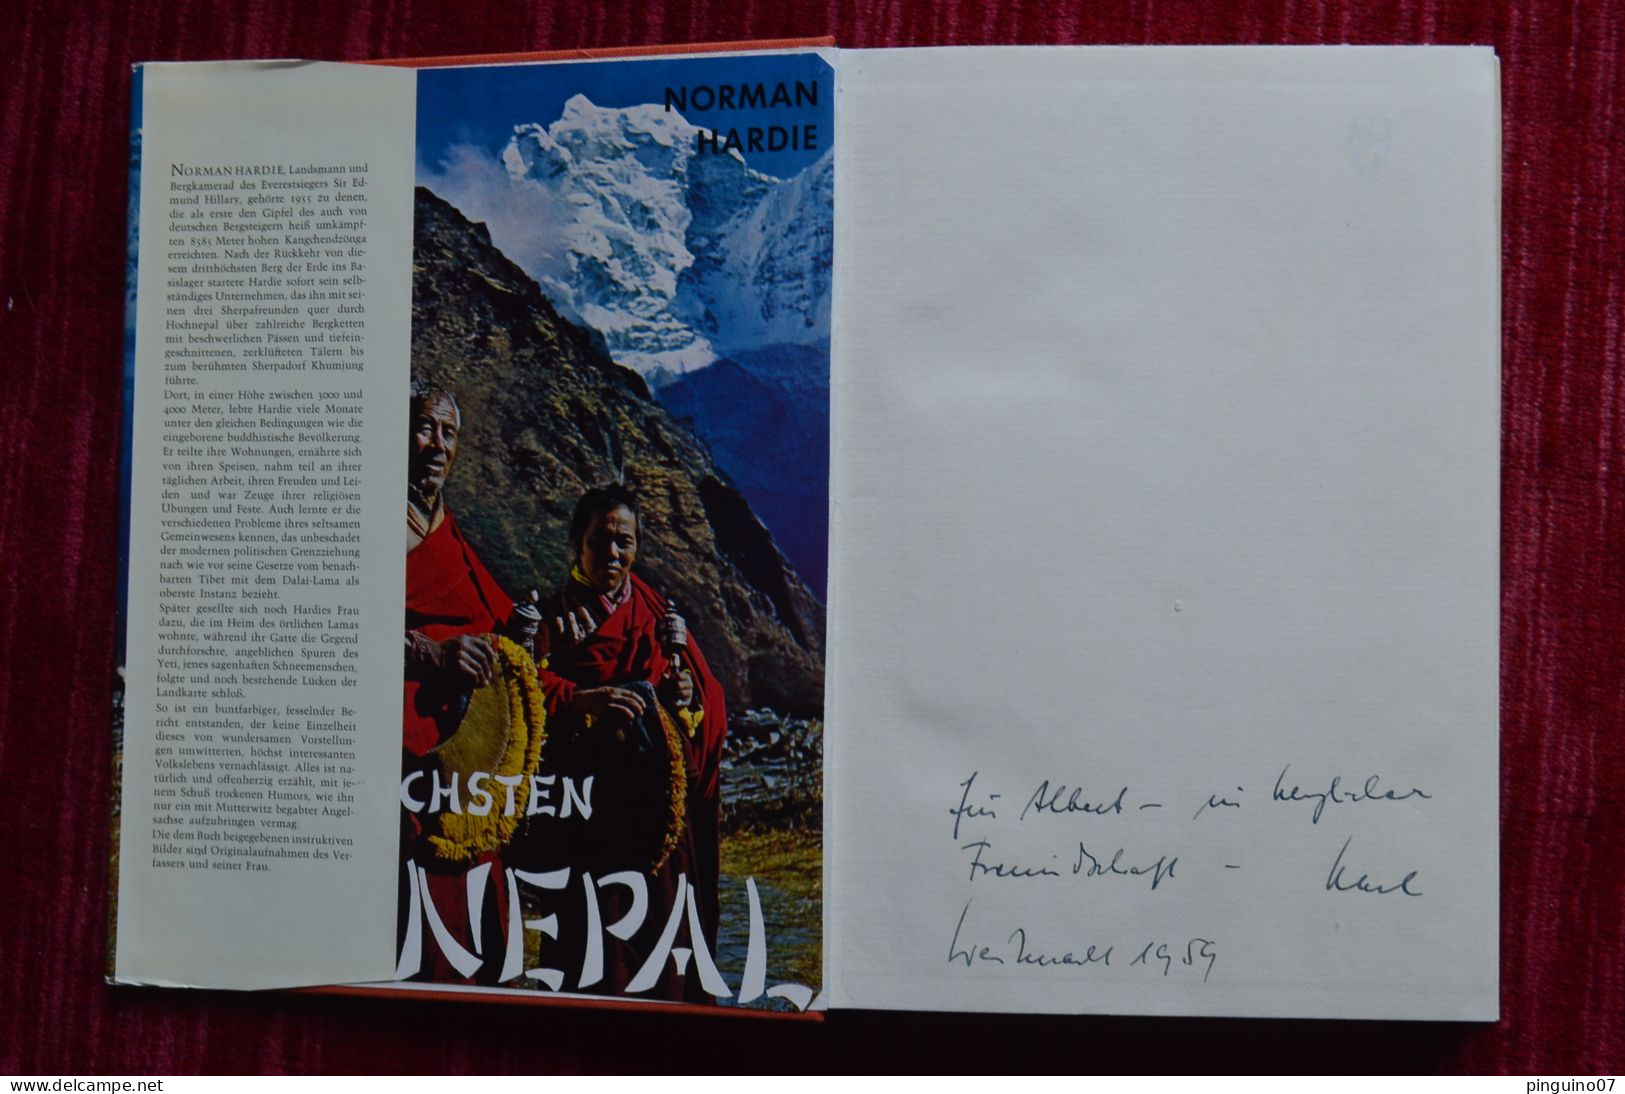 NORMAN HARDIE, Landsmann und
Bergkamerad des Everestsiegers Sir Ed-
mund Hillary, gehörte 1955 zu denen,
die als erste den Gipfel des auch von
deutschen Bergsteigern heiß umkämpf-
ten 8585 Meter hohen Kangchendzönga
erreichten. Nach der Rückkehr von die-
sem dritthöchsten Berg der Erde ins Ba-
sislager startete Hardie sofort sein selb-
ständiges Unternehmen, das ihn mit sei-
nen drei Sherpafreunden quer durch
Hochnepal über zahlreiche Bergketten
mit beschwerlichen Pässen und tiefein-
geschnittenen, zerklüfteten Tälern bis
zum berühmten Sherpadorf Khumjung
führte.
Dort, in einer Höhe zwischen 3000 und
4000 Meter, lebte Hardie viele Monate
unter den gleichen Bedingungen wie die
eingeborene buddhistische Bevölkerung.
Er teilte ihre Wohnungen, ernährte sich
von ihren Speisen, nahm teil an ihrer
täglichen Arbeit, ihren Freuden und Lei-
den und war Zeuge ihrer religiösen
Übungen und Feste. Auch lernte er die
verschiedenen Probleme ihres seltsamen
Gemeinwesens kennen, das unbeschadet
der modernen politischen Grenzziehung
nach wie vor seine Gesetze vom benach-
barten Tibet mit dem Dalai-Lama als
oberste Instanz bezieht.
Später gesellte sich noch Hardies Frau
dazu, die im Heim des örtlichen Lamas
wohnte, während ihr Gatte die Gegend
durchforschte, angeblichen Spuren des
Yeti, jenes sagenhaften Schneemenschen,
folgte und noch bestehende Lücken der
Landkarte schloß.
So ist ein buntfarbiger, fesselnder Be-
richt entstanden, der keine Einzelheit
dieses von wundersamen Vorstellun-
gen umwitterten, höchst interessanten
Volkslebens vernachlässigt. Alles ist na-
türlich und offenherzig erzählt, mit je-
nem Schuß trockenen Humors, wie ihn
nur ein mit Mutterwitz begabter Angel-
sachse aufzubringen vermag.
Die dem Buch beigegebenen instruktiven
Bilder sind Originalaufnahmen des Ver-
fassers und seiner Frau.
NORMAN
HARDIE
CHSTEN
NEPAL
Für Albert – in herzlicher
Freundschaft – Karl
Weihnacht 1959
www.delcampe.net
pinguino07